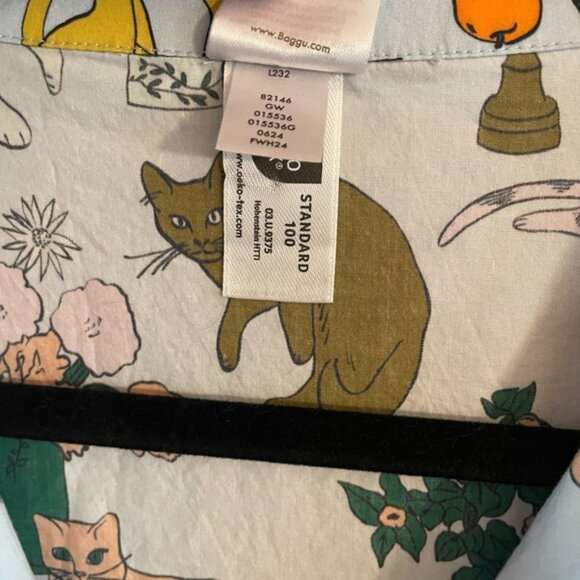 www.Baggu.com
L232
82146
GW
015536
015536G
0624
FWH24
O
STANDARD
100
03.U.9375
Hohenstein HTTI
www.oeko-tex.com